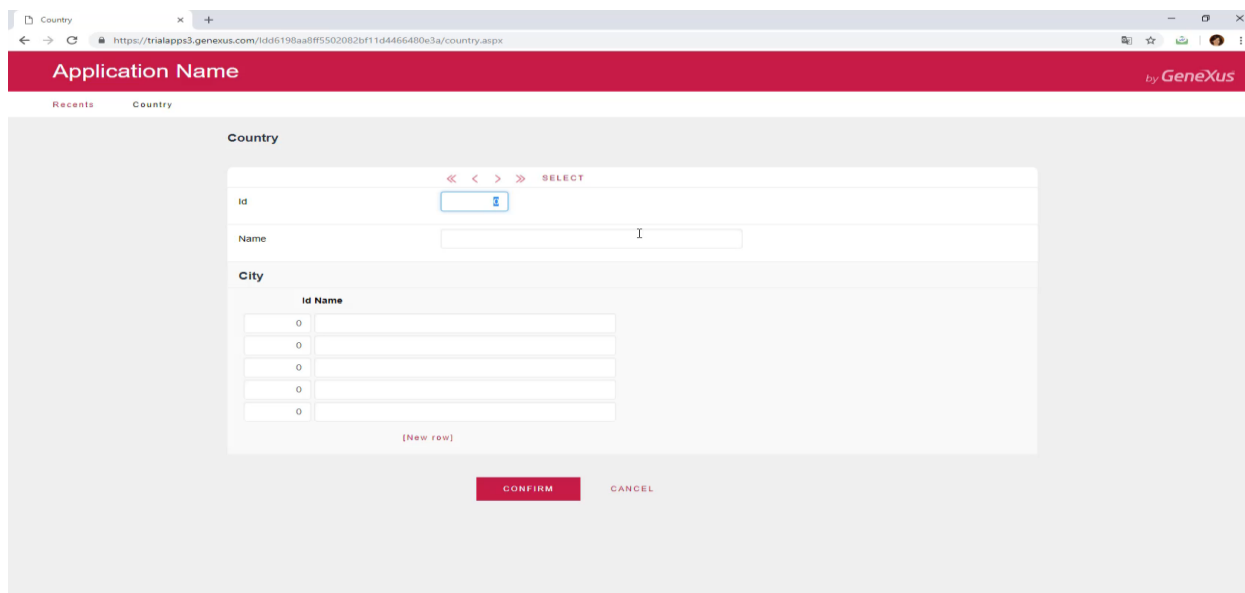 Country
https://trialapps3.genexus.com/Idd6198aa8ff5502082bf11d4466480e3a/country.aspx
Application Name
by GeneXus
Recents Country
Country
SELECT
Id 0
Name
City
Id Name
0
0
0
0
0
[New row]
CONFIRM CANCEL